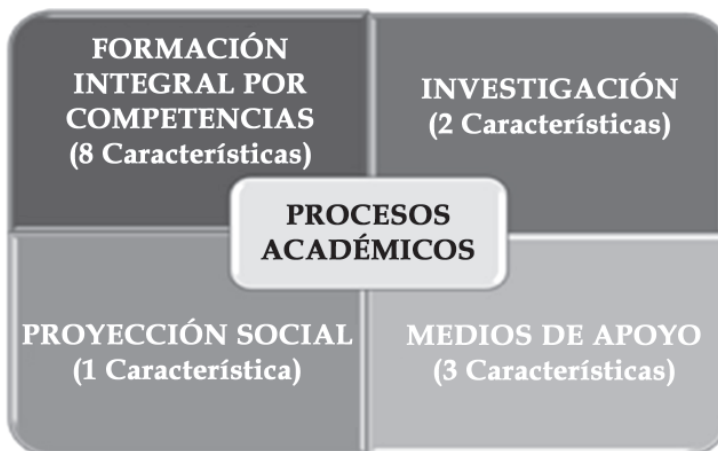 FORMACIÓN
INTEGRAL POR
COMPETENCIAS
(8 Características)
INVESTIGACIÓN
(2 Características)
PROCESOS
ACADÉMICOS
PROYECCIÓN SOCIAL
(1 Característica)
MEDIOS DE APOYO
(3 Características)